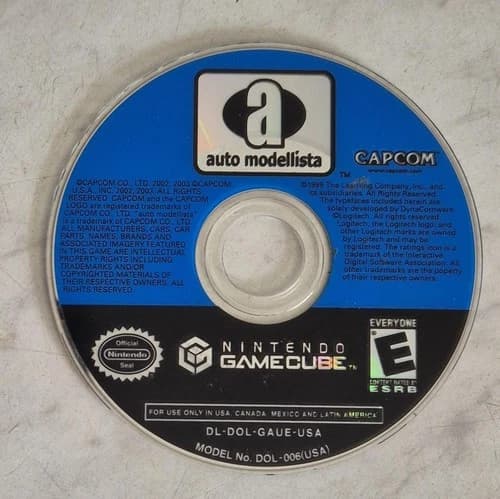 a
auto modellista
TM
CAPCOM
www.capcom.com
©CAPCOM CO., LTD. 2002, 2003 ©CAPCOM
U.S.A., INC. 2002, 2003. ALL RIGHTS
RESERVED. CAPCOM and the CAPCOM
LOGO are registered trademarks of
CAPCOM CO., LTD. "auto modellista"
is a trademark of CAPCOM CO., LTD.
ALL MANUFACTURERS, CARS, CAR
PARTS, NAMES, BRANDS AND
ASSOCIATED IMAGERY FEATURED
IN THIS GAME ARE INTELLECTUAL
PROPERTY RIGHTS INCLUDING
TRADEMARKS AND/OR
COPYRIGHTED MATERIALS OF
THEIR RESPECTIVE OWNERS. ALL
RIGHTS RESERVED.
The Learning Company, Inc., and
its subsidiaries. All Rights Reserved.
The typefaces included herein are
solely developed by DynaComware.
©Logitech. All rights reserved.
Logitech, the Logitech logo, and
other Logitech marks are owned
by Logitech and may be
registered. The ratings icon is a
trademark of the Interactive
Digital Software Association. All
other trademarks are the property
of their respective owners.
Official
Nintendo
Seal
NINTENDO
GAMECUBE TM
EVERYONE
E
CONTENT RATED BY
ESRB
FOR USE ONLY IN USA, CANADA, MEXICO AND LATIN AMERICA
DL-DOL-GAUE-USA
MODEL No. DOL-006(USA)